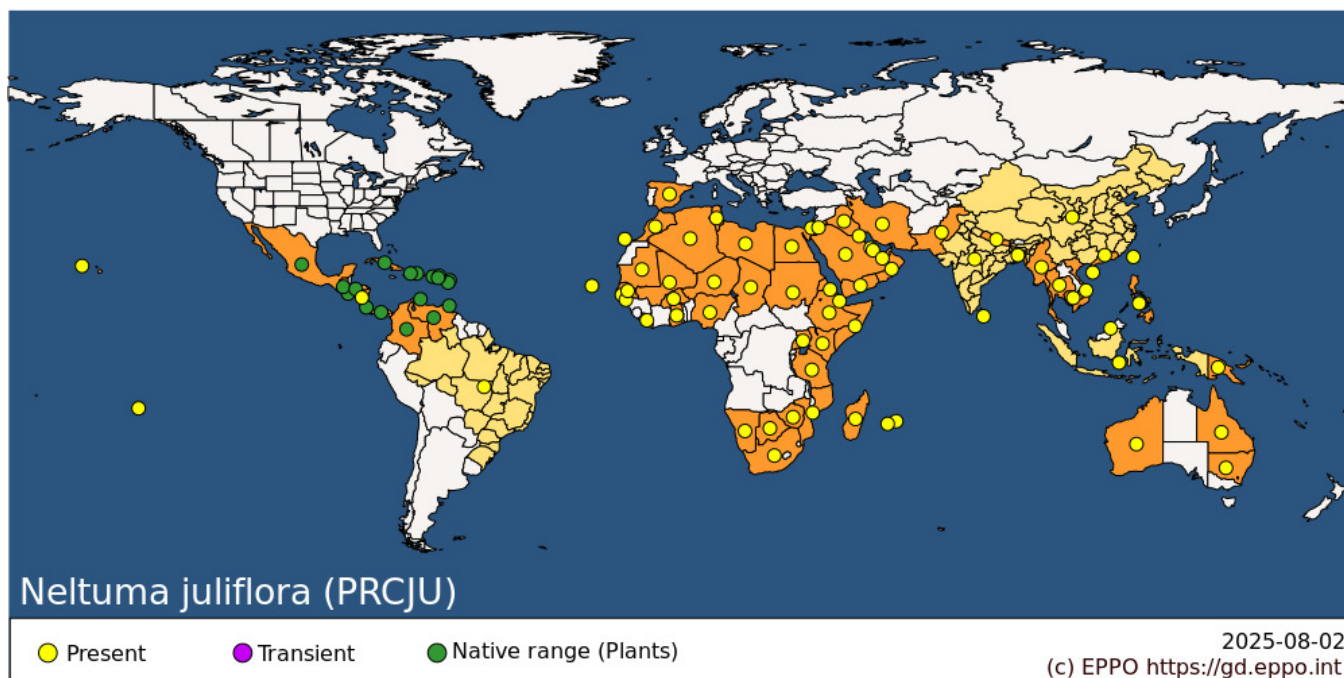 Neltuma juliflora (PRCJU)
Present
Transient
Native range (Plants)
2025-08-02
(c) EPPO https://gd.eppo.int